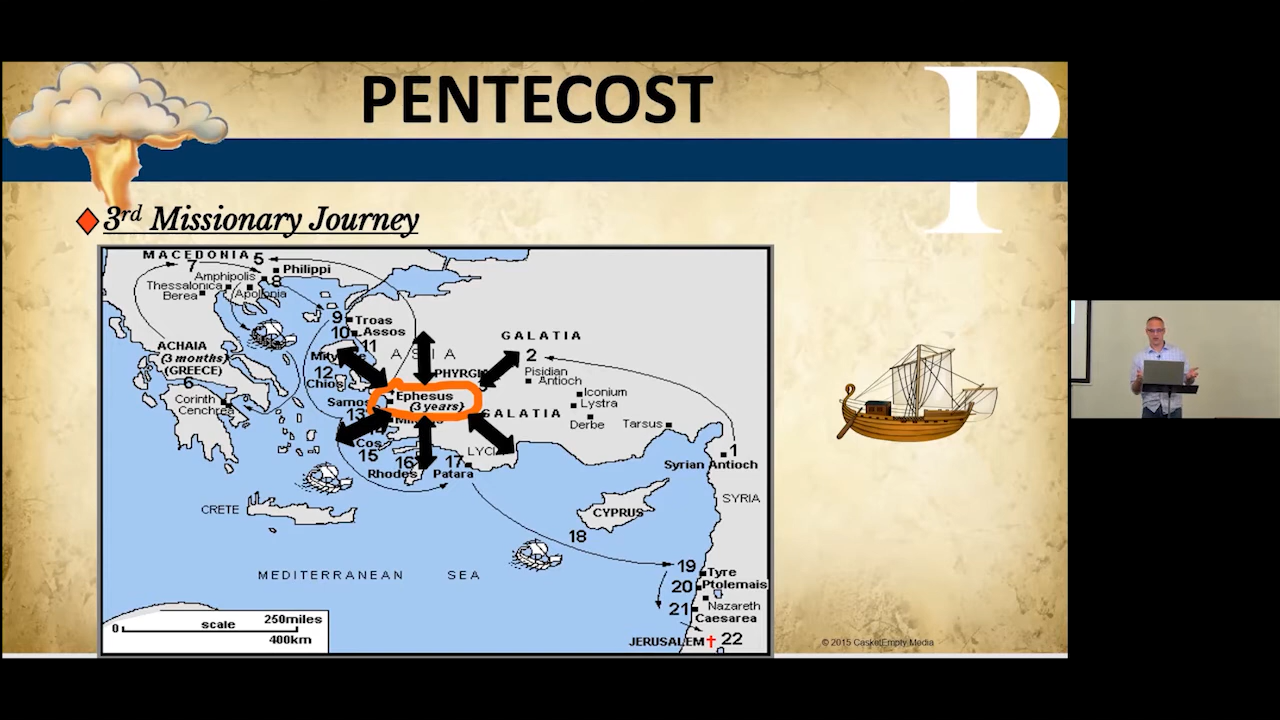 PENTECOST
P
3rd Missionary Journey
MACEDONIA 5
7
Philippi
Amphipolis 8
Thessalonica
Apollonia
Berea
9 Troas
10 Assos
11
ACHAIA
(3 months)
(GREECE)
6
ASIA
GALATIA
2
Pisidian
Antioch
12
Chios
Ephesus
(3 years)
Iconium
Lystra
Derbe
Tarsus
Corinth
Cenchrea
13
GALATIA
Cos
15
16
Rhodes
17
Patara
1
Syrian Antioch
SYRIA
CRETE
CYPRUS
18
MEDITERRANEAN SEA
19 Tyre
20 Ptolemais
21 Nazareth
Caesarea
JERUSALEM 22
0 scale 250miles
400km
© 2015 CasketEmpty Media